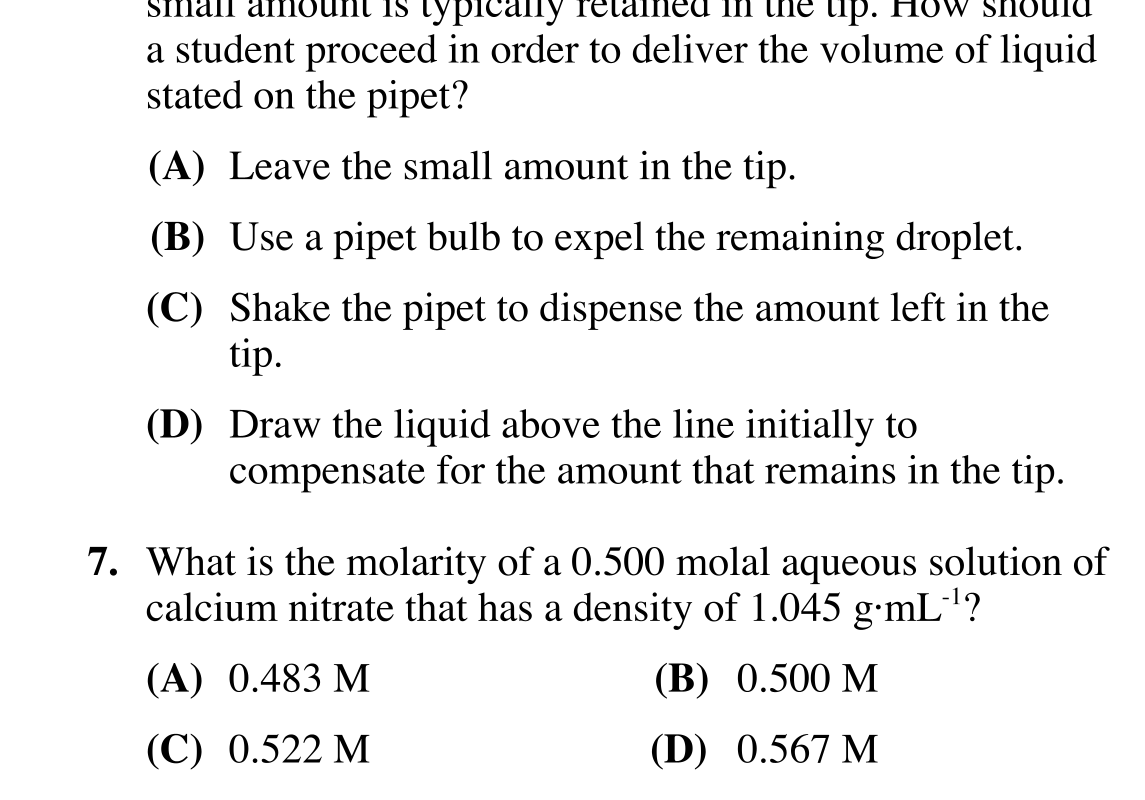 small amount is typically retained in the tip. How should
a student proceed in order to deliver the volume of liquid
stated on the pipet?
(A) Leave the small amount in the tip.
(B) Use a pipet bulb to expel the remaining droplet.
(C) Shake the pipet to dispense the amount left in the
tip.
(D) Draw the liquid above the line initially to
compensate for the amount that remains in the tip.
7. What is the molarity of a 0.500 molal aqueous solution of
calcium nitrate that has a density of 1.045 g·mL⁻¹?
(A) 0.483 M (B) 0.500 M
(C) 0.522 M (D) 0.567 M